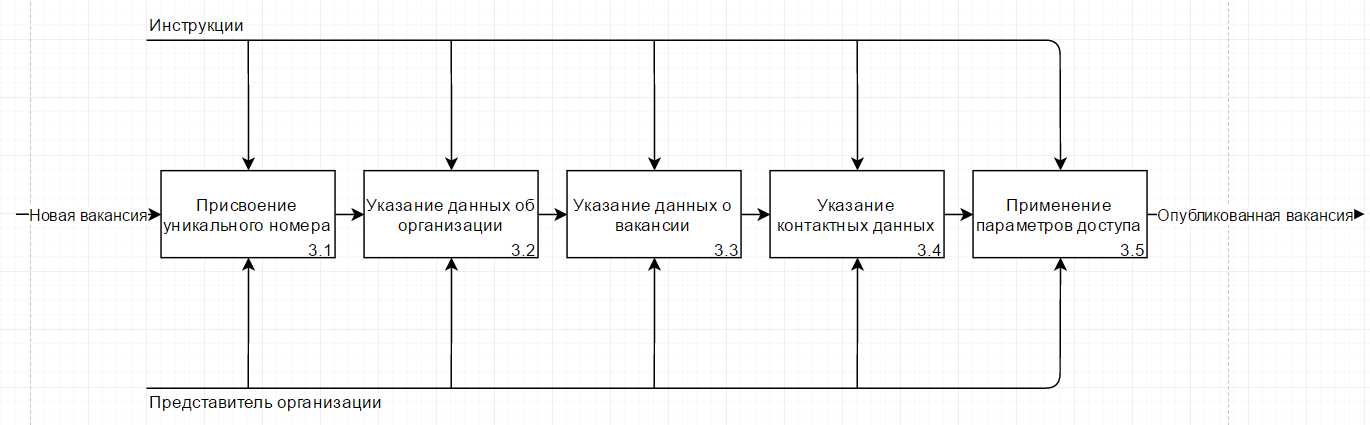 Инструкции
Новая вакансия
Присвоение
уникального номера
3.1
Указание данных об
организации
3.2
Указание данных о
вакансии
3.3
Указание
контактных данных
3.4
Применение
параметров доступа
3.5
Опубликованная вакансия
Представитель организации